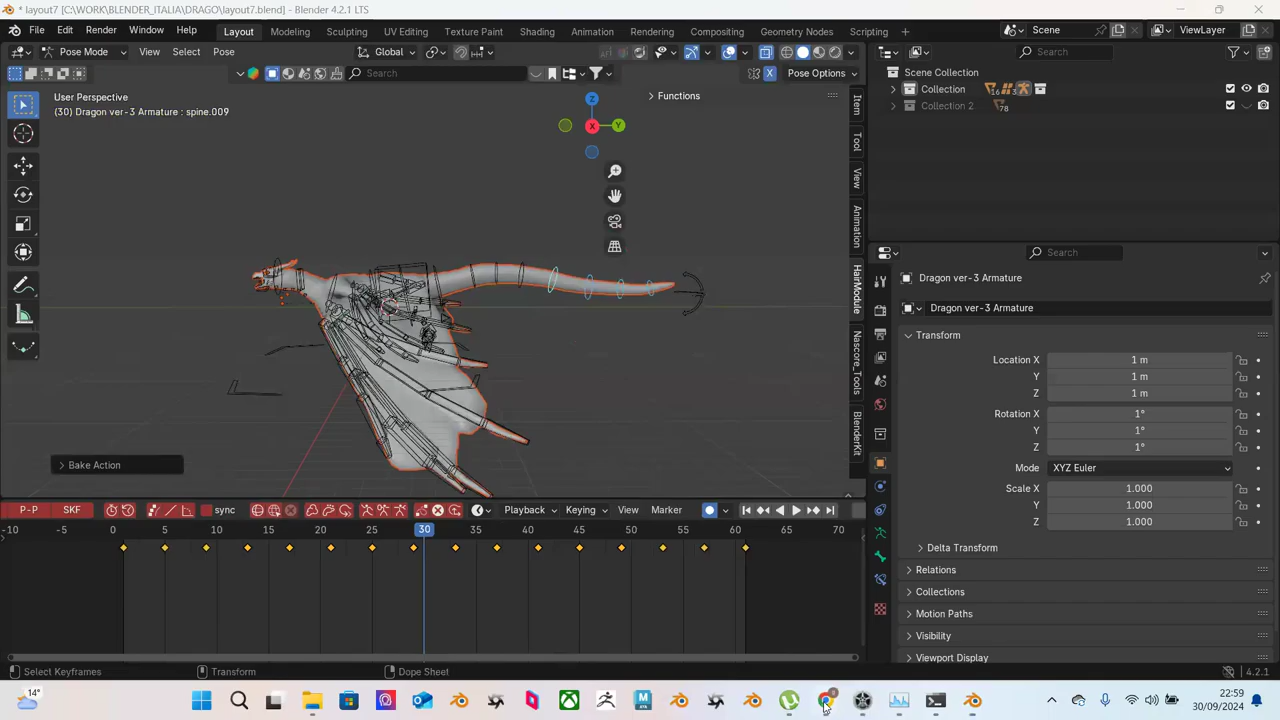 * layout7 [C:\WORK\BLENDER_ITALIA\DRAGO\layout7.blend] - Blender 4.2.1 LTS
File Edit Render Window Help Layout Modeling Sculpting UV Editing Texture Paint Shading Animation Rendering Compositing Geometry Nodes Scripting + Scene ViewLayer
Pose Mode View Select Pose Global Search
Search Pose Options
User Perspective
(30) Dragon ver-3 Armature : spine.009
Functions
Z
Y
X
Item
Tool
View
Animation
HairModule
Nascore_Tools
BlenderKit
Scene Collection
Collection 16 3
Collection 2 78
Search
Dragon ver-3 Armature
Dragon ver-3 Armature
Transform
Location X 1 m
Y 1 m
Z 1 m
Rotation X 1°
Y 1°
Z 1°
Mode XYZ Euler
Scale X 1.000
Y 1.000
Z 1.000
Delta Transform
Relations
Collections
Motion Paths
Visibility
Viewport Display
Bake Action
P-P SKF sync Playback Keying View Marker
-10 -5 0 5 10 15 20 25 30 35 40 45 50 55 60 65 70
Select Keyframes Transform Dope Sheet 4.2.1
14°
22:59
30/09/2024